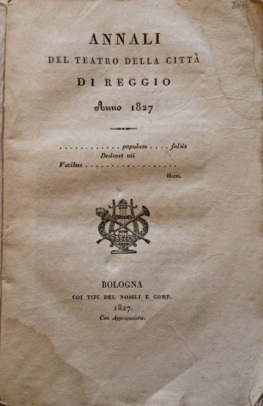 ANNALI
DEL TEATRO DELLA CITTÀ
DI REGGIO
Anno 1827
. . . . . . . . . . . . populum . . . . falsis
Dedocet uti
Vocibus . . . . . . . . . . . . . . . . . .
Horat.
BOLOGNA
COI TIPI DEL NOBILI E COMP.
1827.
Con Approvazione.